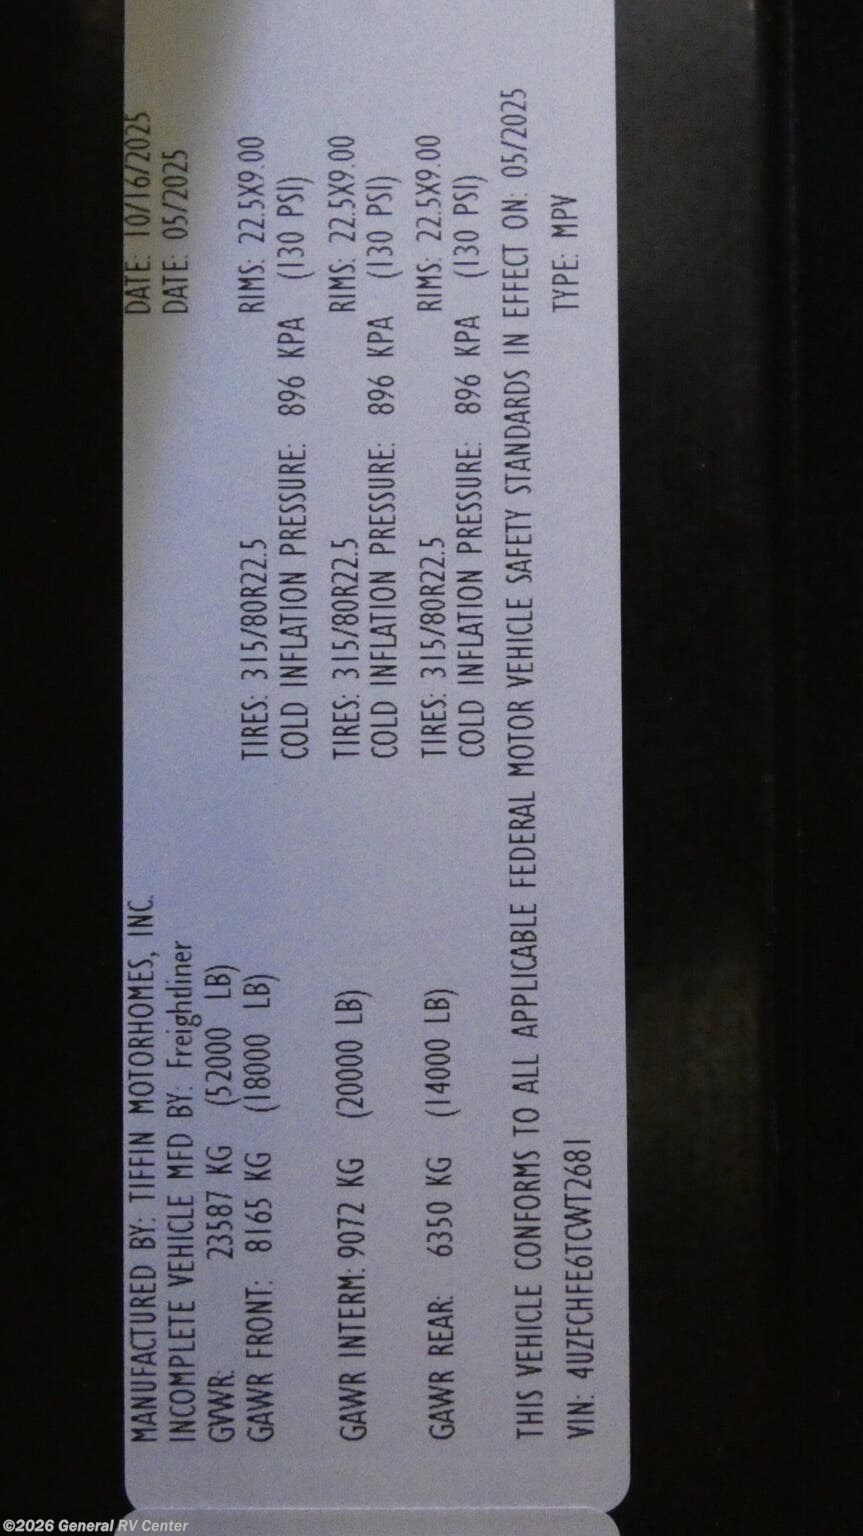 MANUFACTURED BY: TIFFIN MOTORHOMES, INC. DATE: 10/16/2025
INCOMPLETE VEHICLE MFD BY: Freightliner DATE: 05/2025
GVWR: 23587 KG (52000 LB)
GAWR FRONT: 8165 KG (18000 LB) TIRES: 315/80R22.5 RIMS: 22.5X9.00
COLD INFLATION PRESSURE: 896 KPA (130 PSI)
GAWR INTERM: 9072 KG (20000 LB) TIRES: 315/80R22.5 RIMS: 22.5X9.00
COLD INFLATION PRESSURE: 896 KPA (130 PSI)
GAWR REAR: 6350 KG (14000 LB) TIRES: 315/80R22.5 RIMS: 22.5X9.00
COLD INFLATION PRESSURE: 896 KPA (130 PSI)
THIS VEHICLE CONFORMS TO ALL APPLICABLE FEDERAL MOTOR VEHICLE SAFETY STANDARDS IN EFFECT ON: 05/2025
VIN: 4UZFCHFE6TCWT2681 TYPE: MPV
©2026 General RV Center